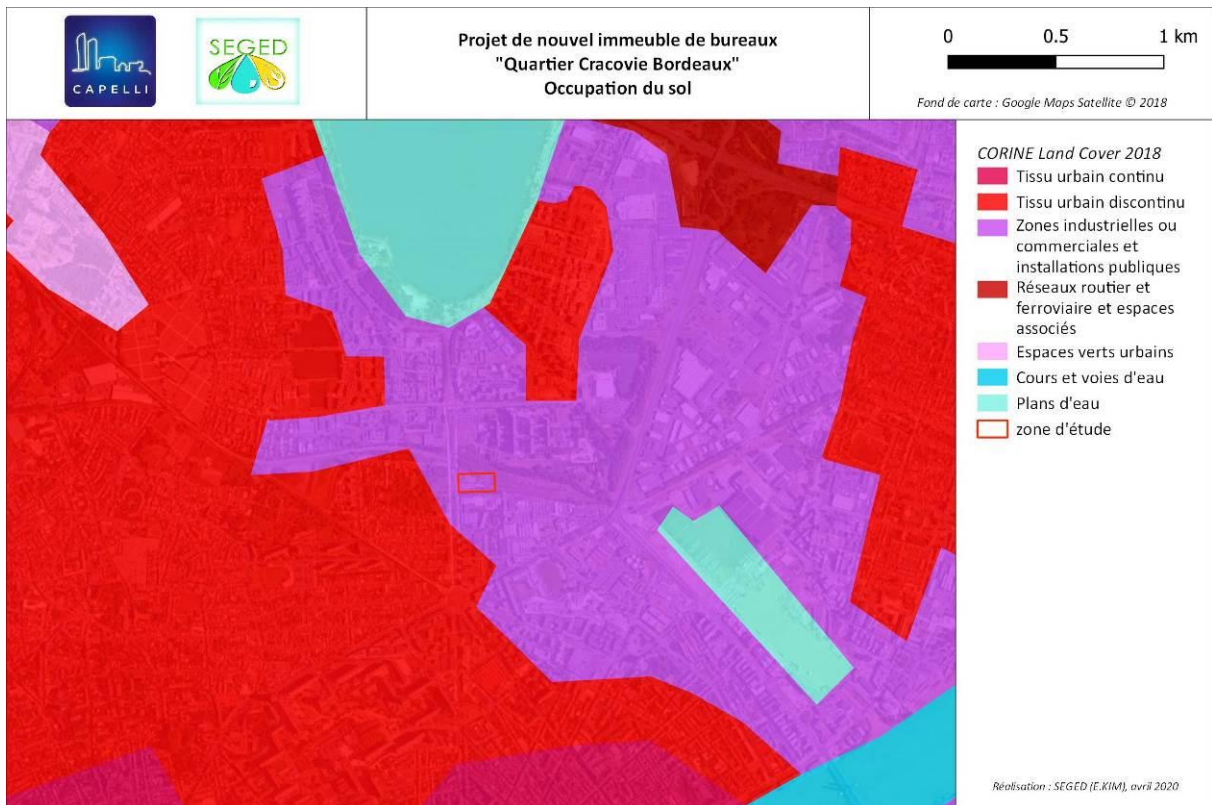 CAPELLI
SEGED
Projet de nouvel immeuble de bureaux
"Quartier Cracovie Bordeaux"
Occupation du sol
0 0.5 1 km
Fond de carte : Google Maps Satellite © 2018
CORINE Land Cover 2018
Tissu urbain continu
Tissu urbain discontinu
Zones industrielles ou
commerciales et
installations publiques
Réseaux routier et
ferroviaire et espaces
associés
Espaces verts urbains
Cours et voies d'eau
Plans d'eau
zone d'étude
Réalisation : SEGED (E.KIM), avril 2020